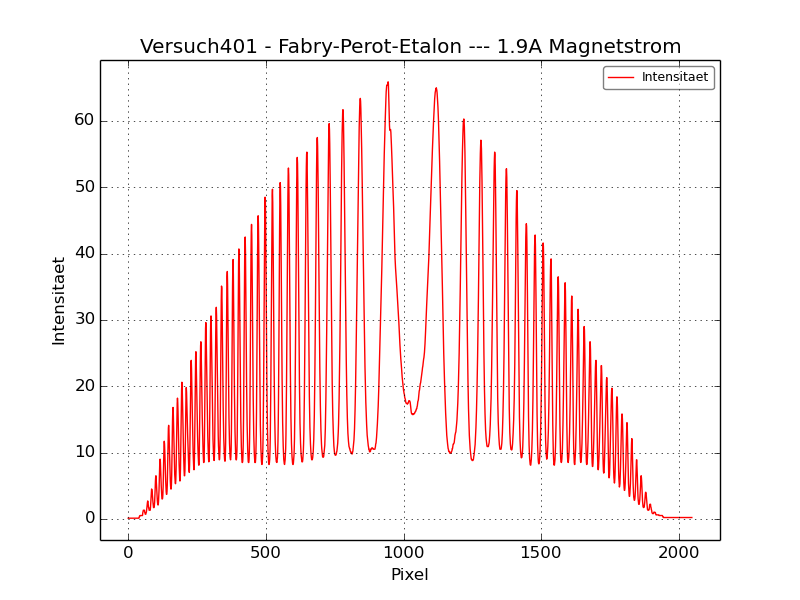 Versuch401 - Fabry-Perot-Etalon --- 1.9A Magnetstrom
Intensitaet
60
50
40
30
20
10
0
Intensitaet
0 500 1000 1500 2000
Pixel